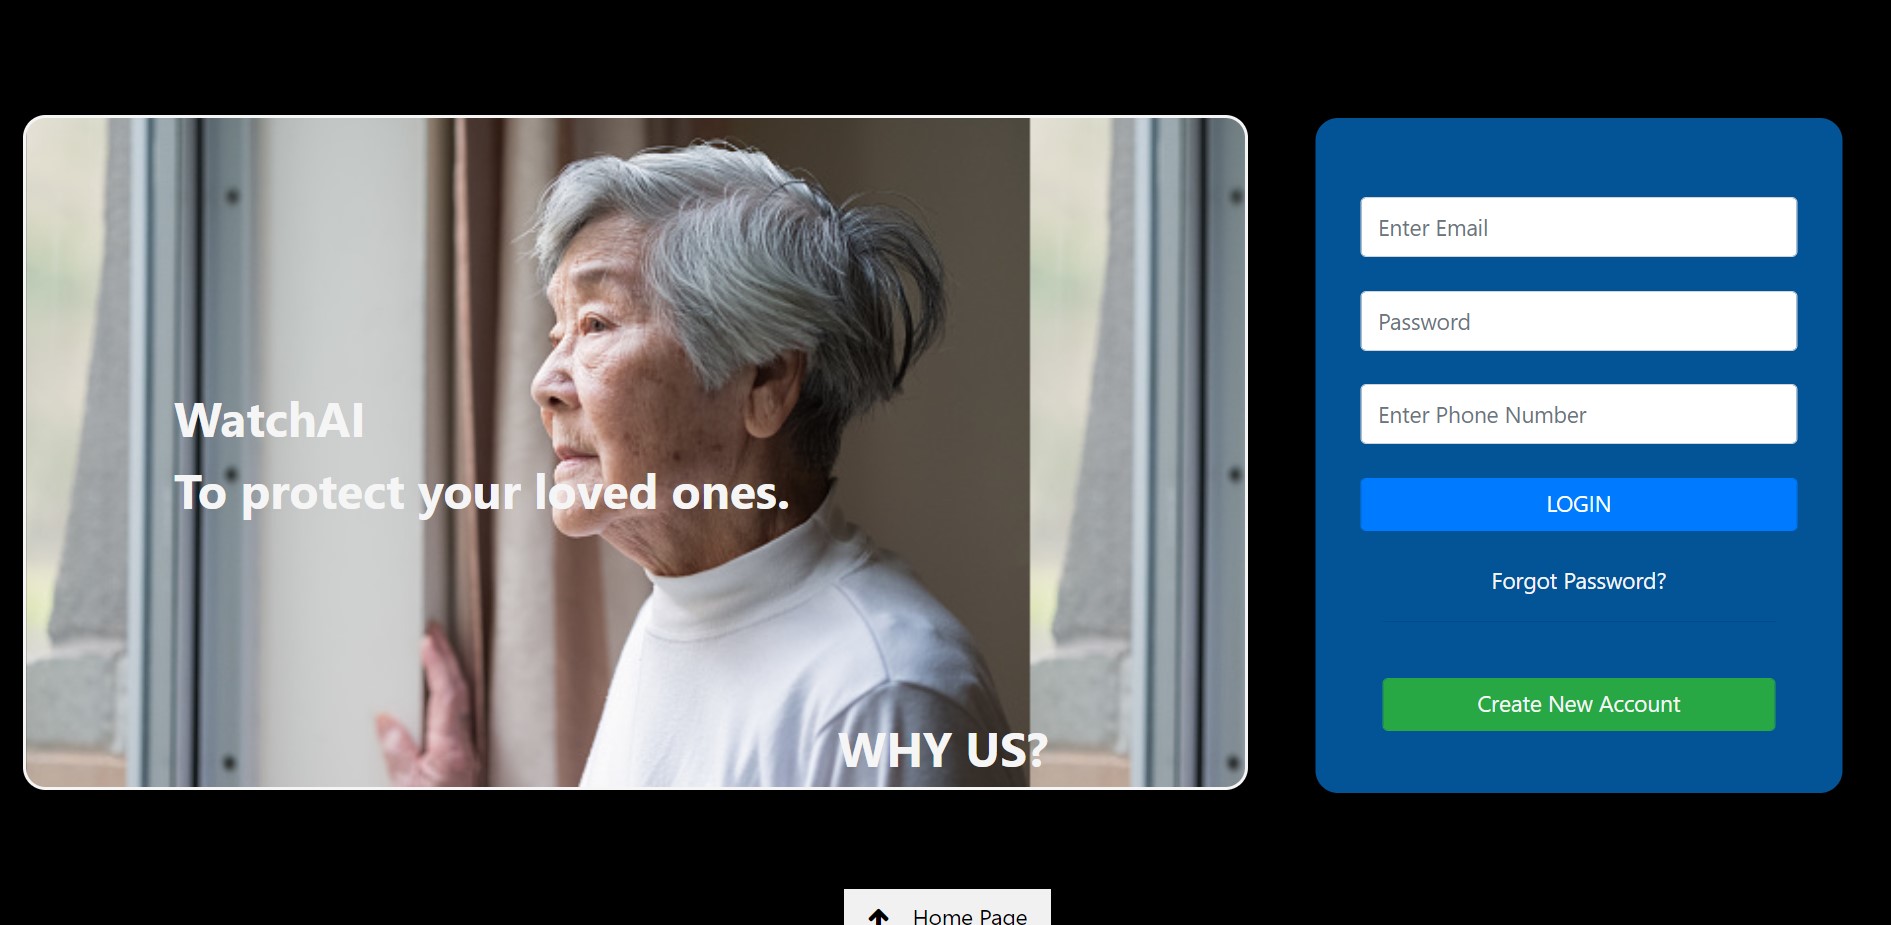 WatchAI
To protect your loved ones.
WHY US?
Enter Email
Password
Enter Phone Number
LOGIN
Forgot Password?
Create New Account
Home Page